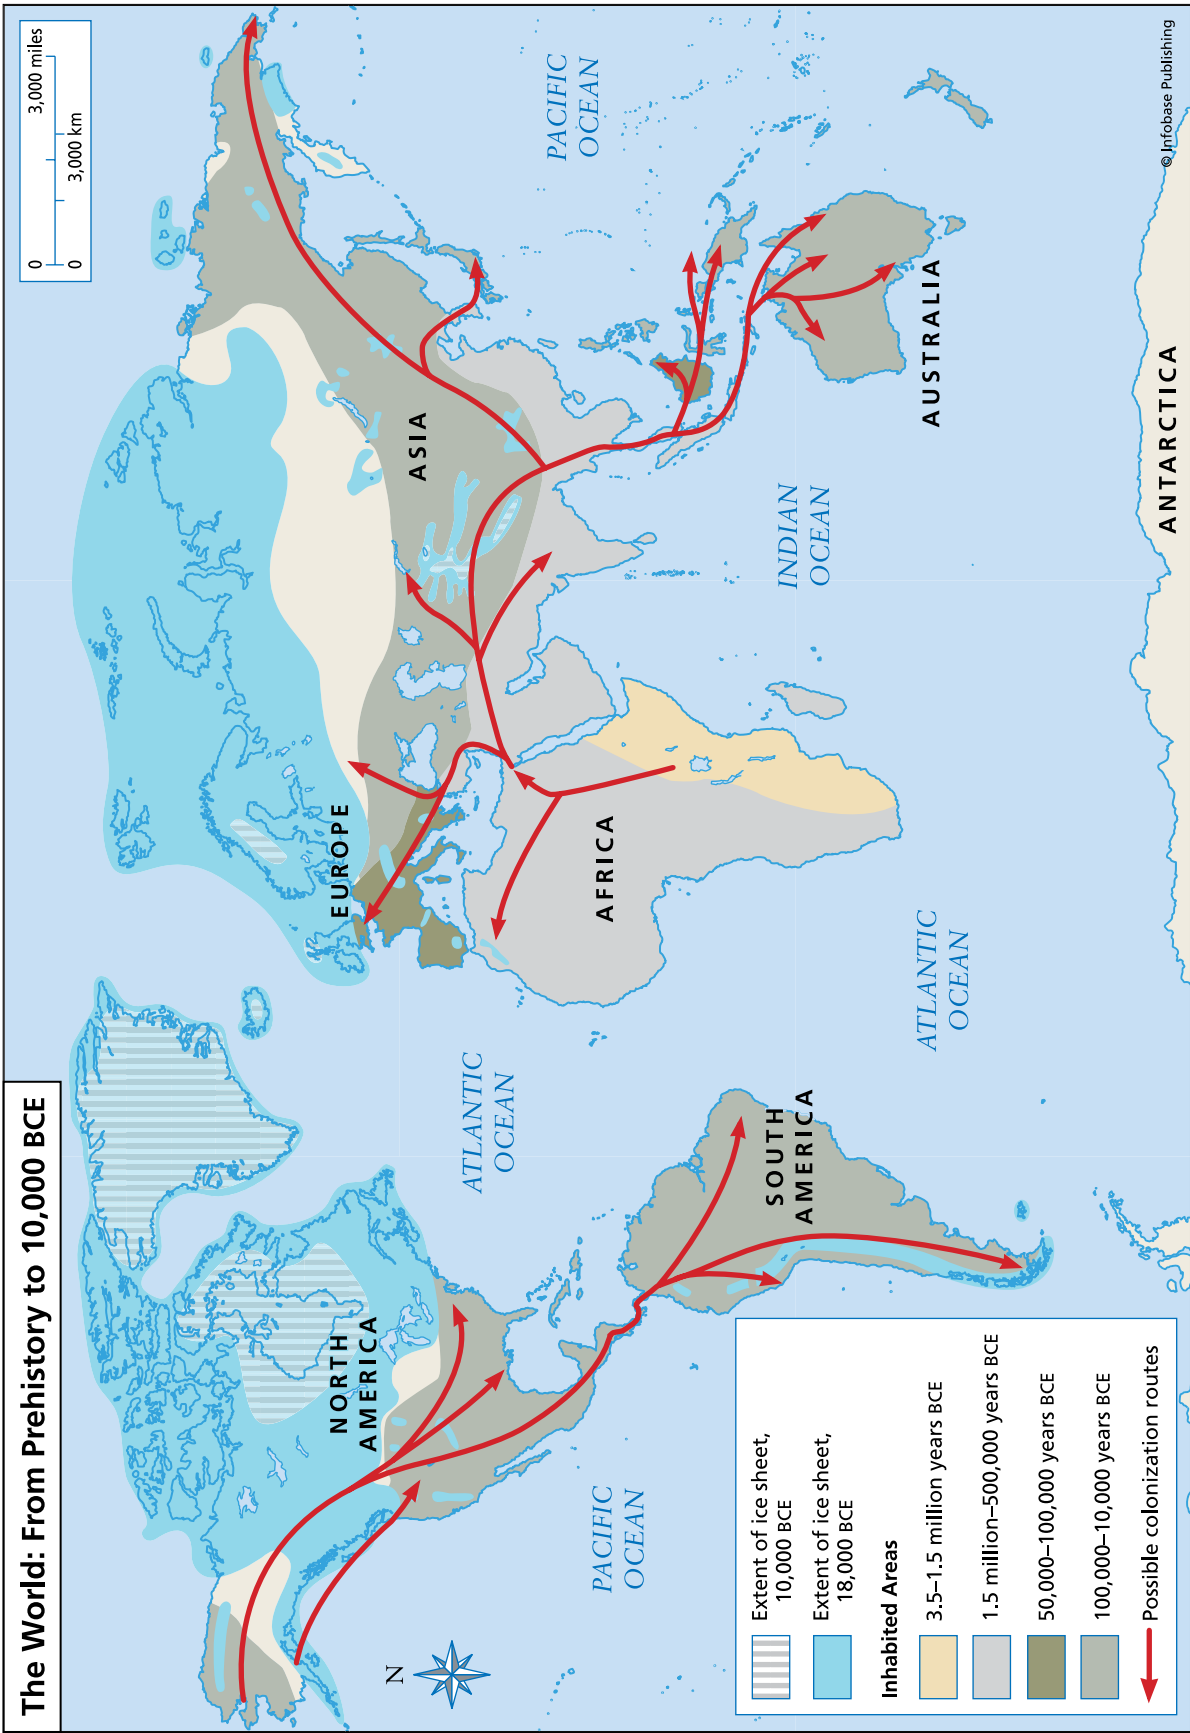 The World: From Prehistory to 10,000 BCE
0
3,000 miles
0
3,000 km
NORTH
AMERICA
EUROPE
ASIA
AFRICA
SOUTH
AMERICA
AUSTRALIA
ANTARCTICA
ATLANTIC
OCEAN
PACIFIC
OCEAN
PACIFIC
OCEAN
INDIAN
OCEAN
ATLANTIC
OCEAN
N
Extent of ice sheet,
10,000 BCE
Extent of ice sheet,
18,000 BCE
Inhabited Areas
3.5–1.5 million years BCE
1.5 million–500,000 years BCE
50,000–100,000 years BCE
100,000–10,000 years BCE
Possible colonization routes
© Infobase Publishing